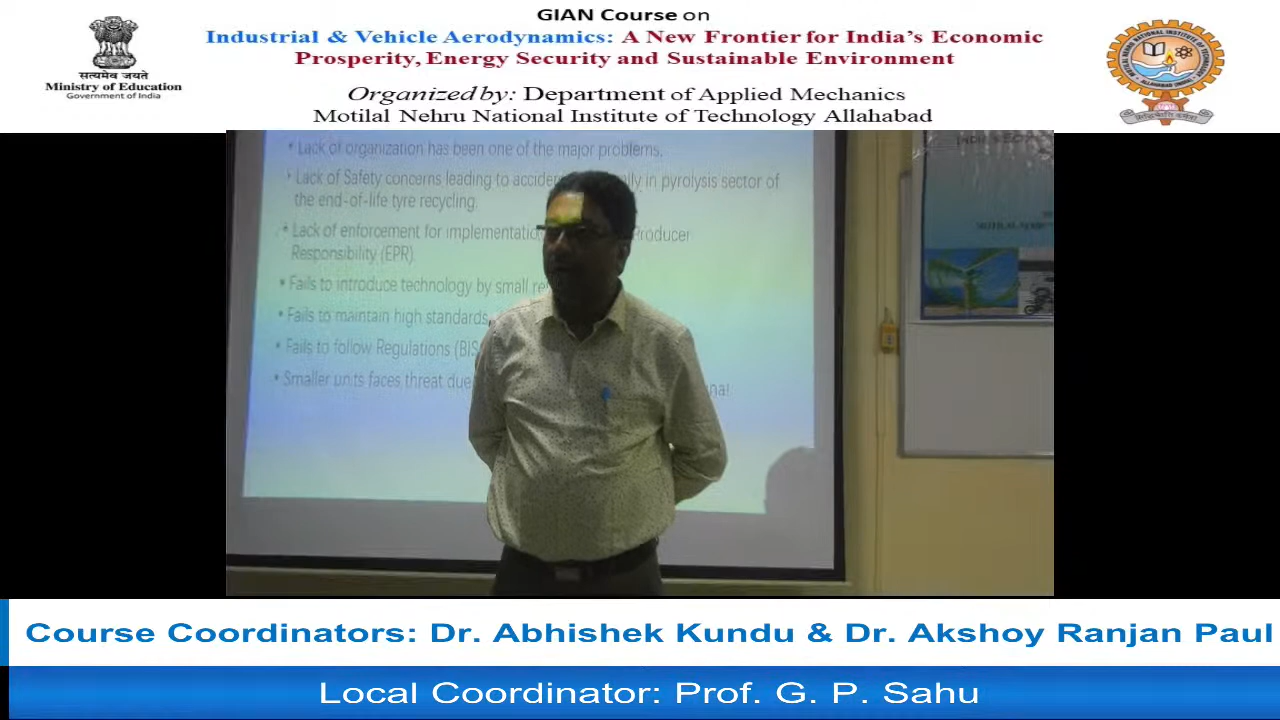 GIAN Course on
Industrial & Vehicle Aerodynamics: A New Frontier for India's Economic
Prosperity, Energy Security and Sustainable Environment
Organized by: Department of Applied Mechanics
Motilal Nehru National Institute of Technology Allahabad
सत्यमेव जयते
Ministry of Education
Government of India
• Lack of organization has been one of the major problems.
• Lack of Safety concerns leading to in pyrolysis sector of
the end-of-life tyre recycling.
• Lack of enforcement for Producer
Responsibility (EPR).
• Fails to introduce technology by small
• Fails to maintain high standards,
• Fails to follow Regulations (BIS
• Smaller units faces threat due
Course Coordinators: Dr. Abhishek Kundu & Dr. Akshoy Ranjan Paul
Local Coordinator: Prof. G. P. Sahu